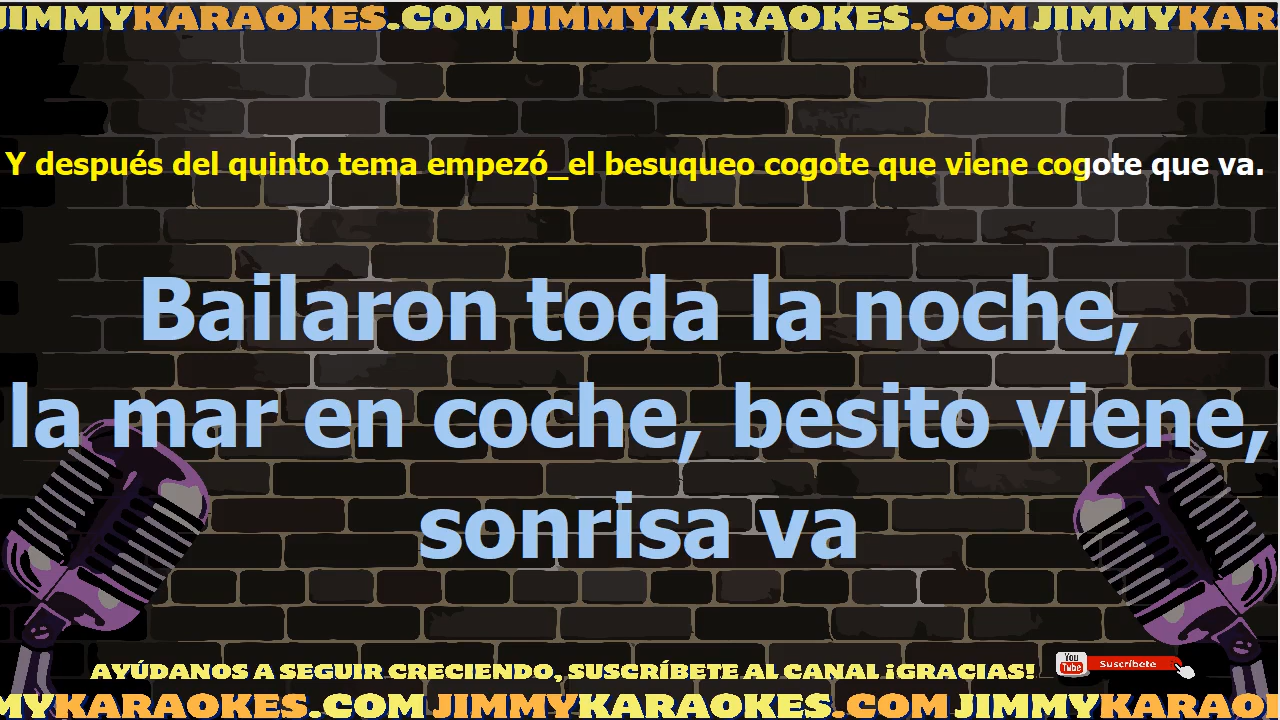 JIMMYKARAOKES.COM JIMMYKARAOKES.COM JIMMYKAR
Y después del quinto tema empezó_el besuqueo cogote que viene cogote que va.
Bailaron toda la noche,
la mar en coche, besito viene,
sonrisa va
AYÚDANOS A SEGUIR CRECIENDO, SUSCRÍBETE AL CANAL ¡GRACIAS!
You Tube Suscríbete
MYKARAOKES.COM JIMMYKARAOKES.COM JIMMYKARAO